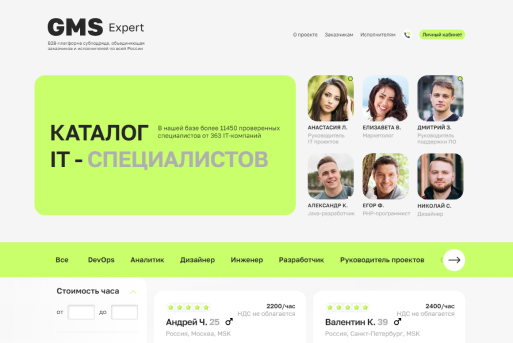 GMS Expert
B2B-платформа субподряда, объединяющая
заказчиков и исполнителей по всей России
О проекте Заказчикам Исполнителям Личный кабинет
КАТАЛОГ
В нашей базе более 11450 проверенных
специалистов от 363 IT-компаний
IT - СПЕЦИАЛИСТОВ
АНАСТАСИЯ Л.
Руководитель
IT проектов
ЕЛИЗАВЕТА В.
Маркетолог
ДМИТРИЙ З.
Руководитель
поддержки ПО
АЛЕКСАНДР К.
Java-разработчик
ЕГОР Ф.
PHP-программист
НИКОЛАЙ С.
Дизайнер
Все DevOps Аналитик Дизайнер Инженер Разработчик Руководитель проектов
Стоимость часа
от до
2200/час
НДС не облагается
Андрей Ч. 25
Россия, Москва, MSK
2400/час
НДС не облагается
Валентин К. 39
Россия, Санкт-Петербург, MSK